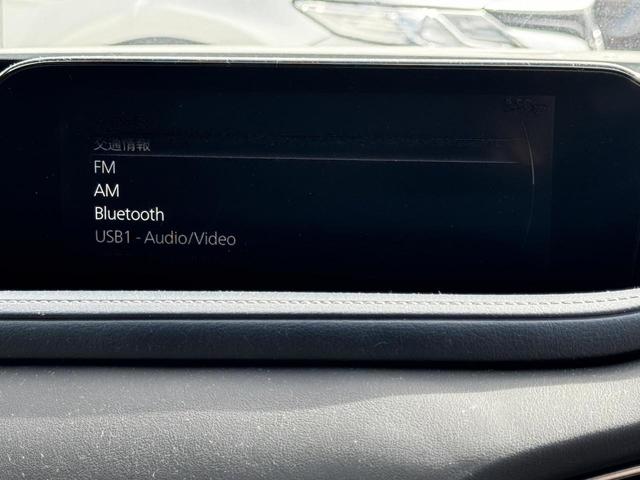 交通情報
FM
AM
Bluetooth
USB1 - Audio/Video